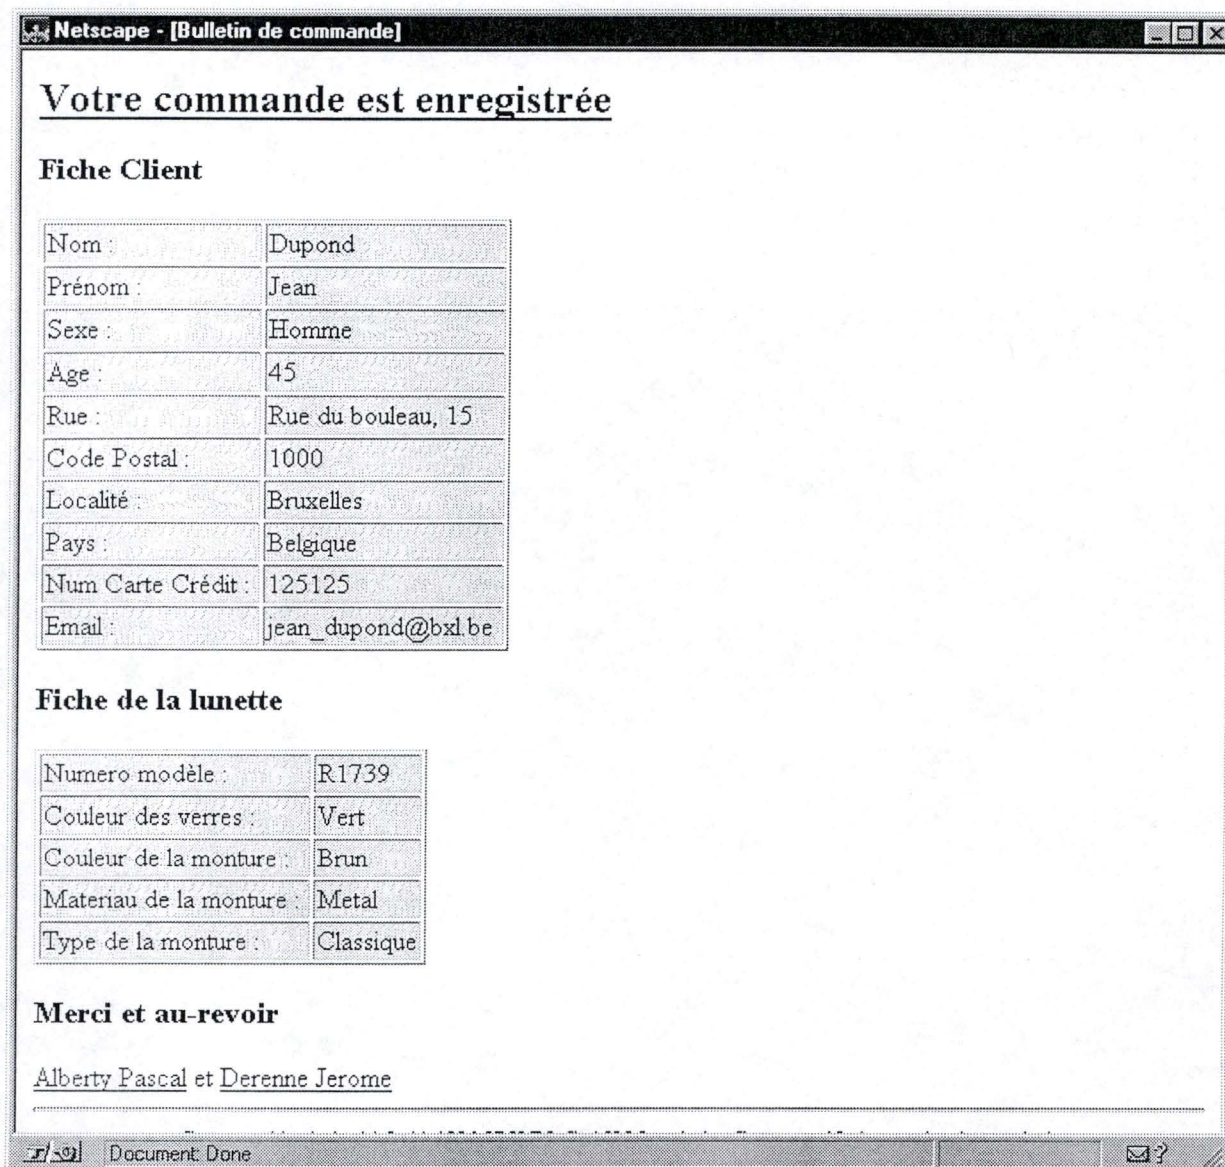 Netscape - [Bulletin de commande]
Votre commande est enregistrée
Fiche Client
Nom : Dupond
Prénom : Jean
Sexe : Homme
Age : 45
Rue : Rue du bouleau, 15
Code Postal : 1000
Localité : Bruxelles
Pays : Belgique
Num Carte Crédit : 125125
Email : jean_dupond@bxl.be
Fiche de la lunette
Numero modèle : R1739
Couleur des verres : Vert
Couleur de la monture : Brun
Materiau de la monture : Metal
Type de la monture : Classique
Merci et au-revoir
Alberty Pascal et Derenne Jerome
Document: Done